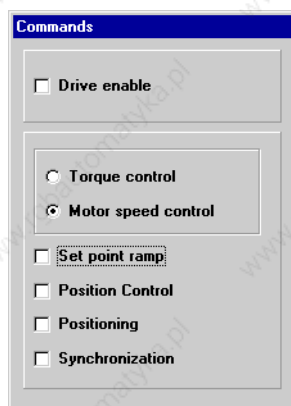 Commands
Drive enable
Torque control
Motor speed control
Set point ramp
Position Control
Positioning
Synchronization